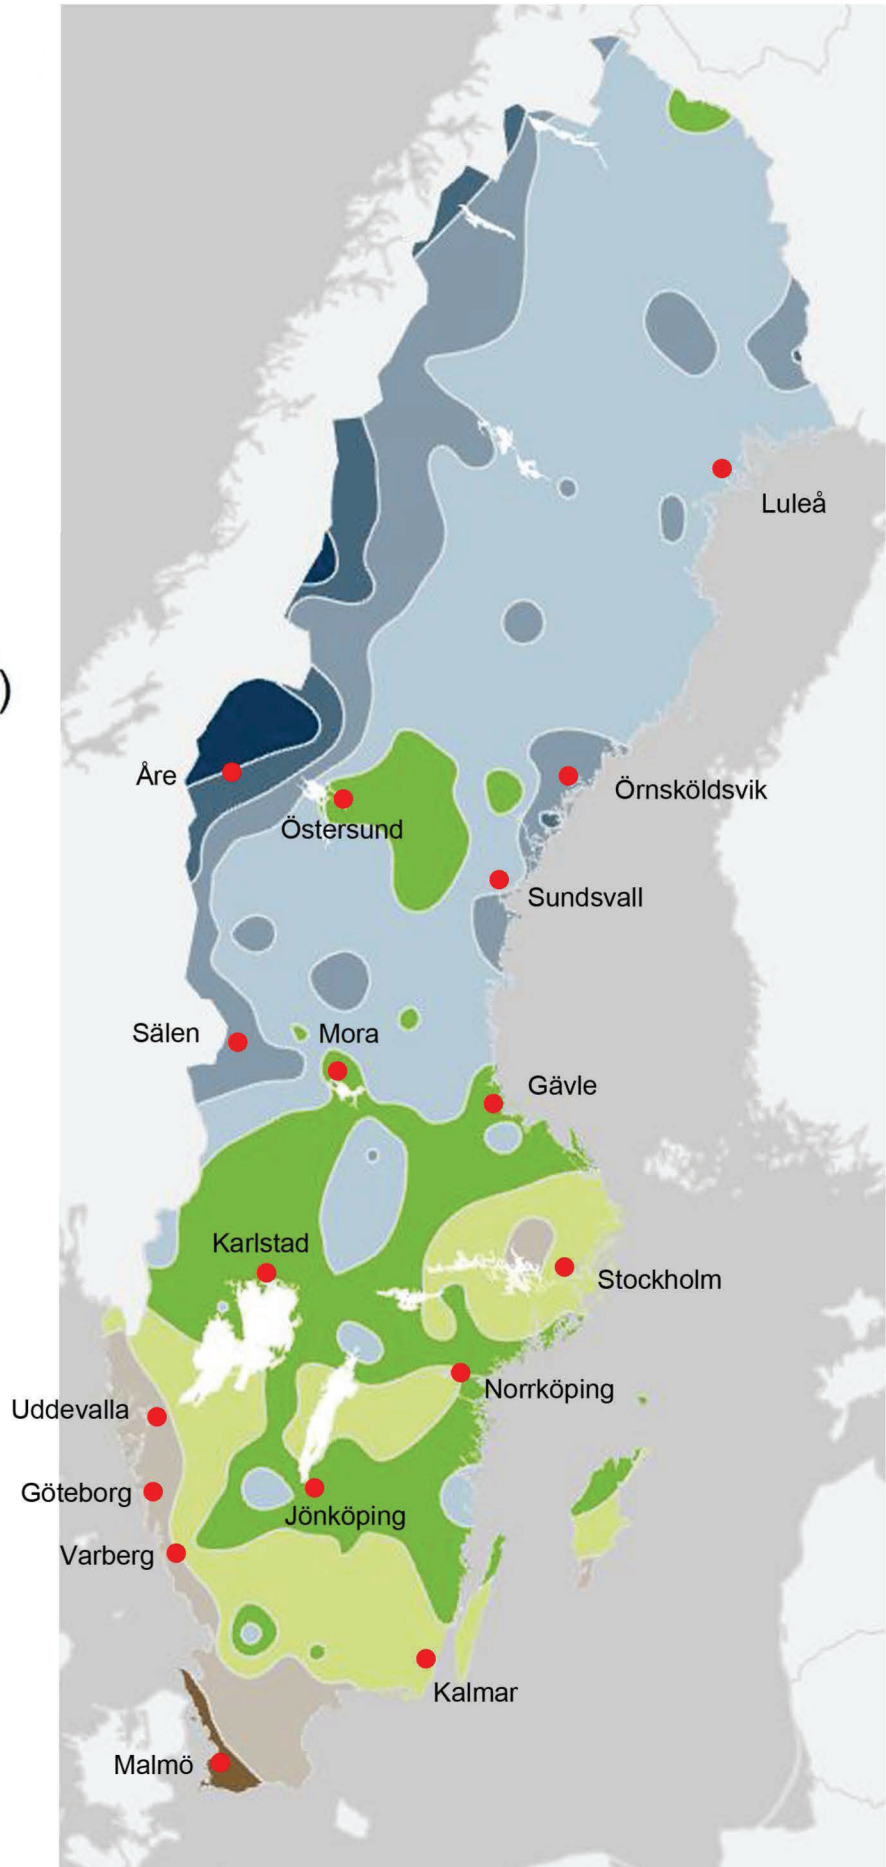 Luleå
)
Åre
Örnsköldsvik
Östersund
Sundsvall
Sälen
Mora
Gävle
Karlstad
Stockholm
Norrköping
Uddevalla
Göteborg
Jönköping
Varberg
Kalmar
Malmö